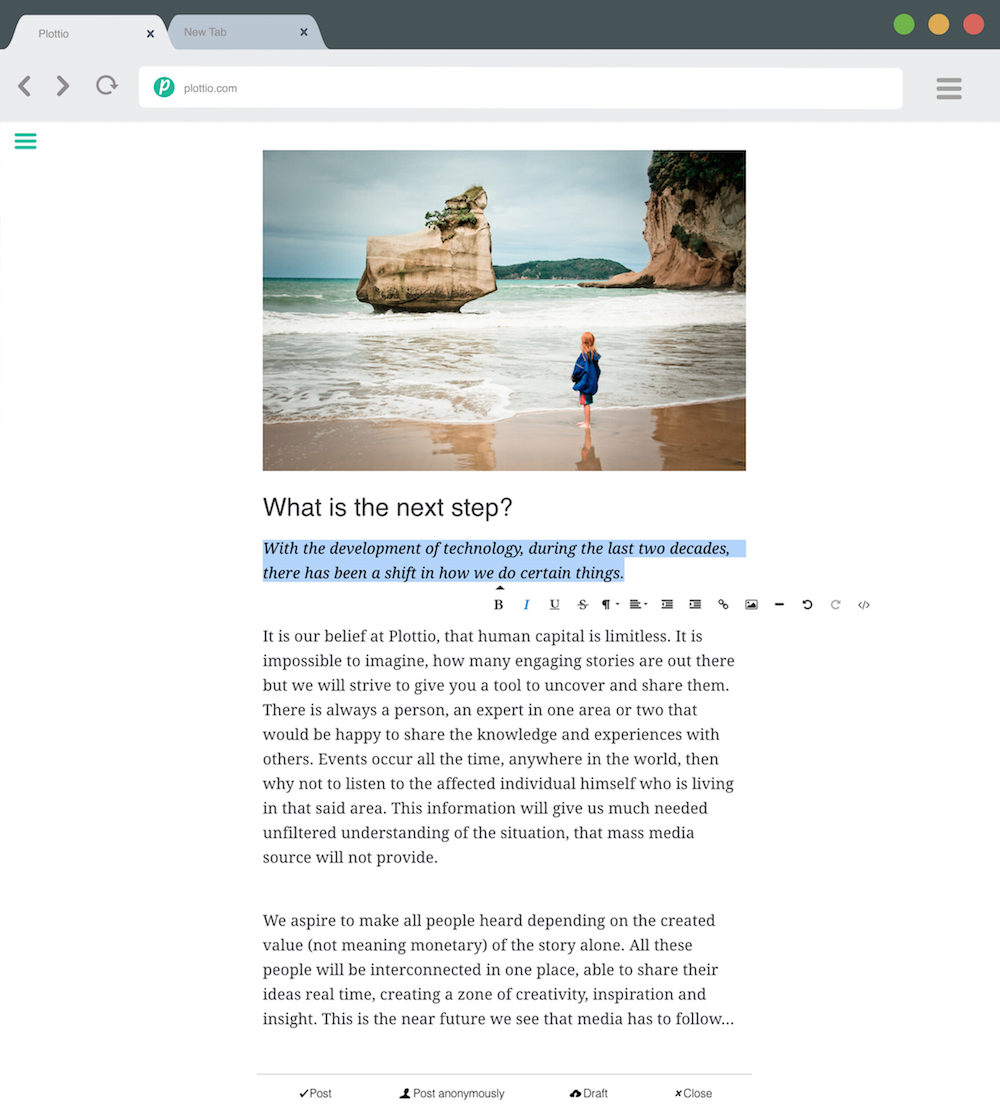 Plottio
New Tab
plottio.com
What is the next step?
With the development of technology, during the last two decades,
there has been a shift in how we do certain things.
B I U S ¶ </>
It is our belief at Plottio, that human capital is limitless. It is
impossible to imagine, how many engaging stories are out there
but we will strive to give you a tool to uncover and share them.
There is always a person, an expert in one area or two that
would be happy to share the knowledge and experiences with
others. Events occur all the time, anywhere in the world, then
why not to listen to the affected individual himself who is living
in that said area. This information will give us much needed
unfiltered understanding of the situation, that mass media
source will not provide.
We aspire to make all people heard depending on the created
value (not meaning monetary) of the story alone. All these
people will be interconnected in one place, able to share their
ideas real time, creating a zone of creativity, inspiration and
insight. This is the near future we see that media has to follow...
Post Post anonymously Draft Close